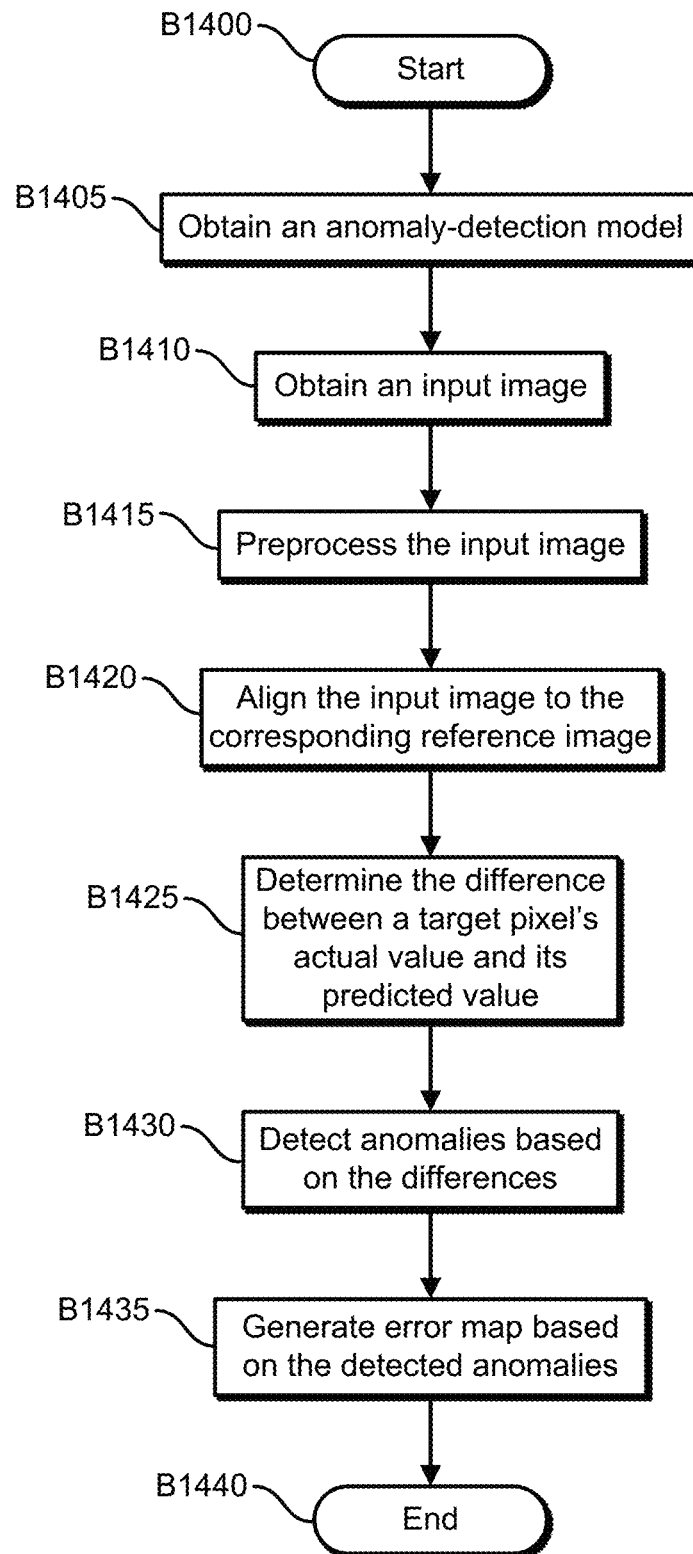 B1400
Start
B1405
Obtain an anomaly-detection model
B1410
Obtain an input image
B1415
Preprocess the input image
B1420
Align the input image to the
corresponding reference image
B1425
Determine the difference
between a target pixel's
actual value and its
predicted value
B1430
Detect anomalies based
on the differences
B1435
Generate error map based
on the detected anomalies
B1440
End